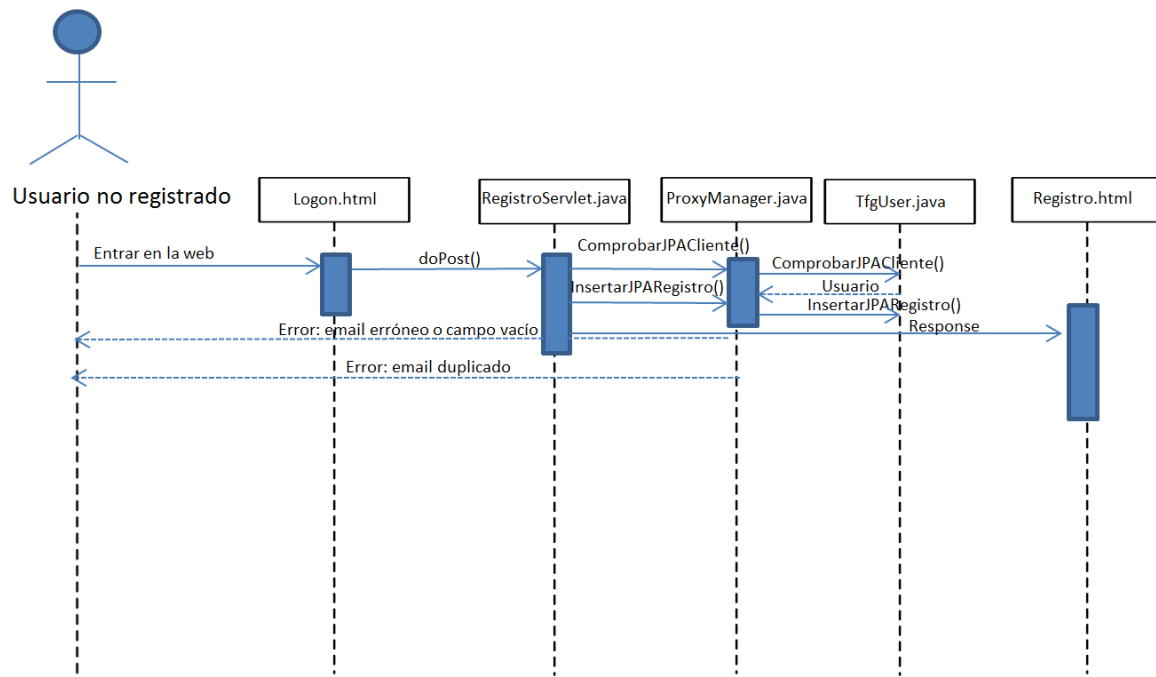 Usuario no registrado
Logon.html
RegistroServlet.java
ProxyManager.java
TfgUser.java
Registro.html
Entrar en la web
doPost()
ComprobarJPACliente()
ComprobarJPACliente()
Usuario
InsertarJPARegistro()
InsertarJPARegistro()
Response
Error: email erróneo o campo vacío
Error: email duplicado